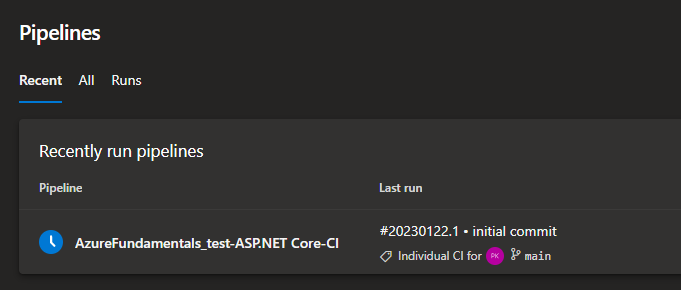 Pipelines
Recent All Runs
Recently run pipelines
Pipeline Last run
AzureFundamentals_test-ASP.NET Core-CI
#20230122.1 • initial commit
Individual CI for PK main